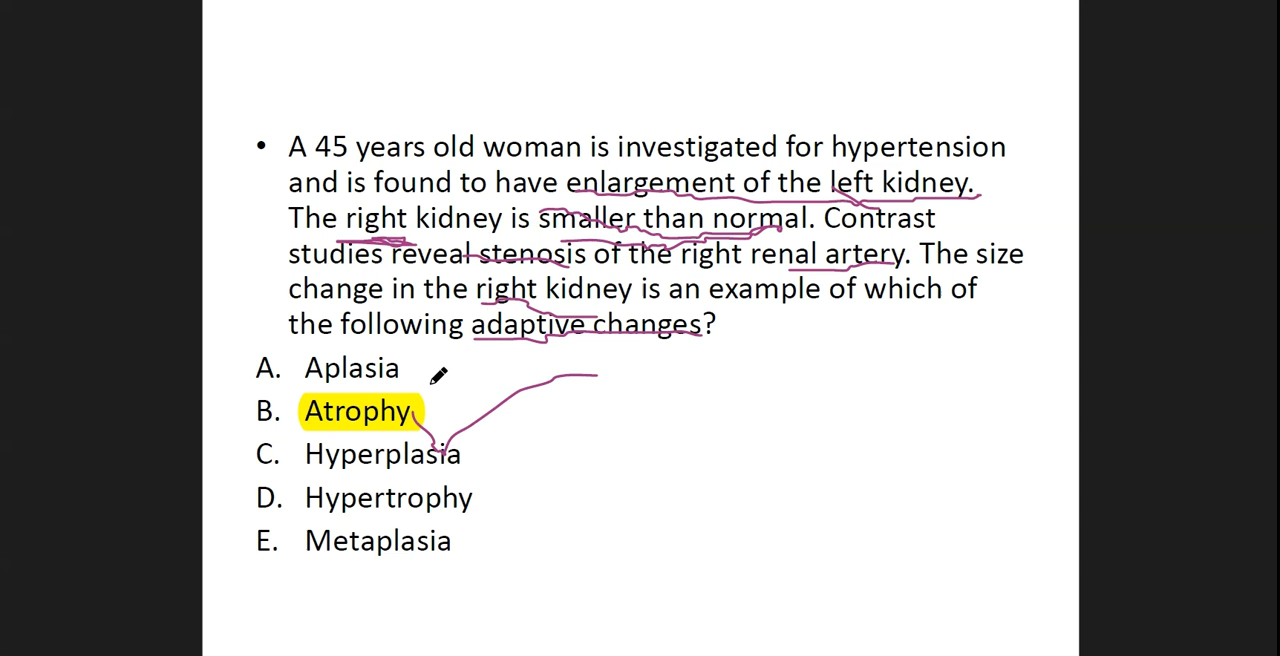 • A 45 years old woman is investigated for hypertension
and is found to have enlargement of the left kidney.
The right kidney is smaller than normal. Contrast
studies reveal stenosis of the right renal artery. The size
change in the right kidney is an example of which of
the following adaptive changes?
A. Aplasia
B. Atrophy
C. Hyperplasia
D. Hypertrophy
E. Metaplasia